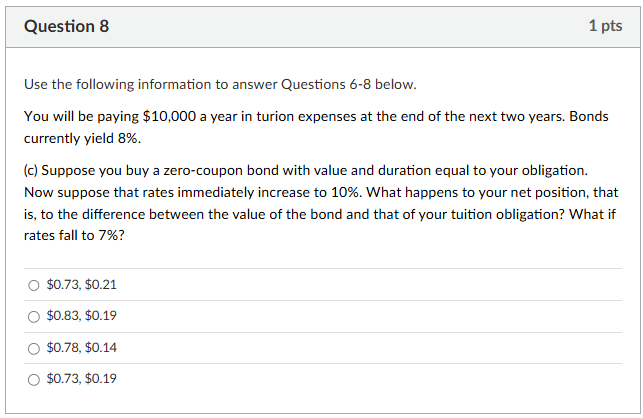 Question 8
1 pts
Use the following information to answer Questions 6-8 below.
You will be paying $10,000 a year in turion expenses at the end of the next two years. Bonds
currently yield 8%.
(c) Suppose you buy a zero-coupon bond with value and duration equal to your obligation.
Now suppose that rates immediately increase to 10%. What happens to your net position, that
is, to the difference between the value of the bond and that of your tuition obligation? What if
rates fall to 7%?
$0.73, $0.21
$0.83, $0.19
$0.78, $0.14
$0.73, $0.19